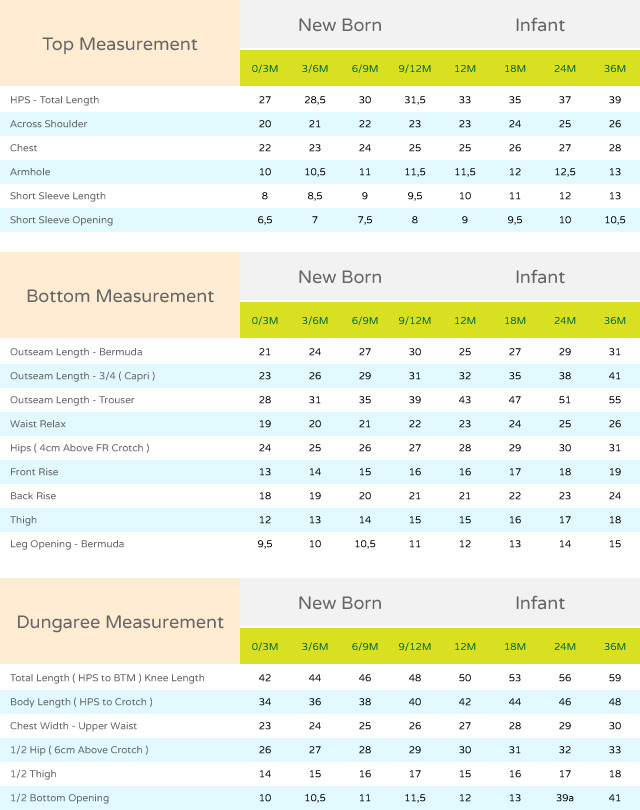 Top Measurement New Born Infant
0/3M 3/6M 6/9M 9/12M 12M 18M 24M 36M
HPS - Total Length 27 28,5 30 31,5 33 35 37 39
Across Shoulder 20 21 22 23 23 24 25 26
Chest 22 23 24 25 25 26 27 28
Armhole 10 10,5 11 11,5 11,5 12 12,5 13
Short Sleeve Length 8 8,5 9 9,5 10 11 12 13
Short Sleeve Opening 6,5 7 7,5 8 9 9,5 10 10,5
Bottom Measurement New Born Infant
0/3M 3/6M 6/9M 9/12M 12M 18M 24M 36M
Outseam Length - Bermuda 21 24 27 30 25 27 29 31
Outseam Length - 3/4 ( Capri ) 23 26 29 31 32 35 38 41
Outseam Length - Trouser 28 31 35 39 43 47 51 55
Waist Relax 19 20 21 22 23 24 25 26
Hips ( 4cm Above FR Crotch ) 24 25 26 27 28 29 30 31
Front Rise 13 14 15 16 16 17 18 19
Back Rise 18 19 20 21 21 22 23 24
Thigh 12 13 14 15 15 16 17 18
Leg Opening - Bermuda 9,5 10 10,5 11 12 13 14 15
Dungaree Measurement New Born Infant
0/3M 3/6M 6/9M 9/12M 12M 18M 24M 36M
Total Length ( HPS to BTM ) Knee Length 42 44 46 48 50 53 56 59
Body Length ( HPS to Crotch ) 34 36 38 40 42 44 46 48
Chest Width - Upper Waist 23 24 25 26 27 28 29 30
1/2 Hip ( 6cm Above Crotch ) 26 27 28 29 30 31 32 33
1/2 Thigh 14 15 16 17 15 16 17 18
1/2 Bottom Opening 10 10,5 11 11,5 12 13 39a 41